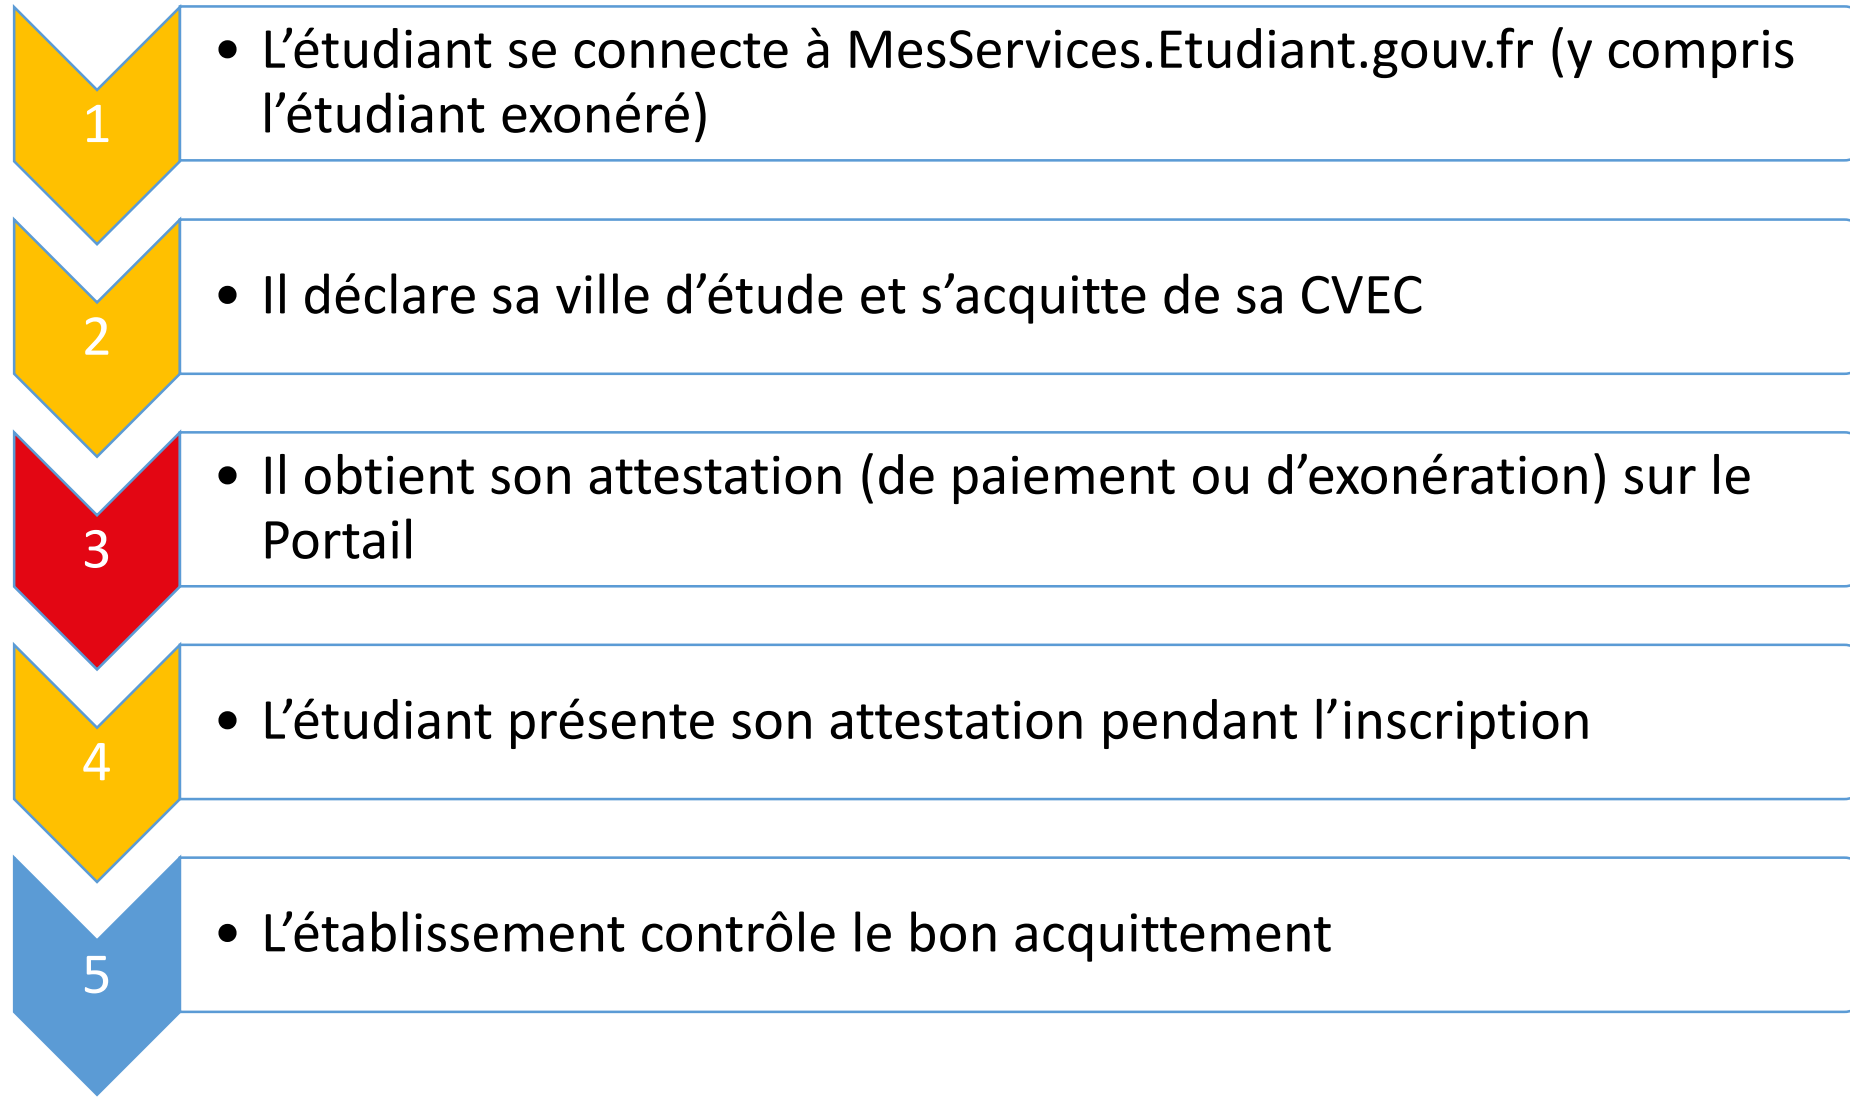 1
• L’étudiant se connecte à MesServices.Etudiant.gouv.fr (y compris
l’étudiant exonéré)
2
• Il déclare sa ville d’étude et s’acquitte de sa CVEC
3
• Il obtient son attestation (de paiement ou d’exonération) sur le
Portail
4
• L’étudiant présente son attestation pendant l’inscription
5
• L’établissement contrôle le bon acquittement